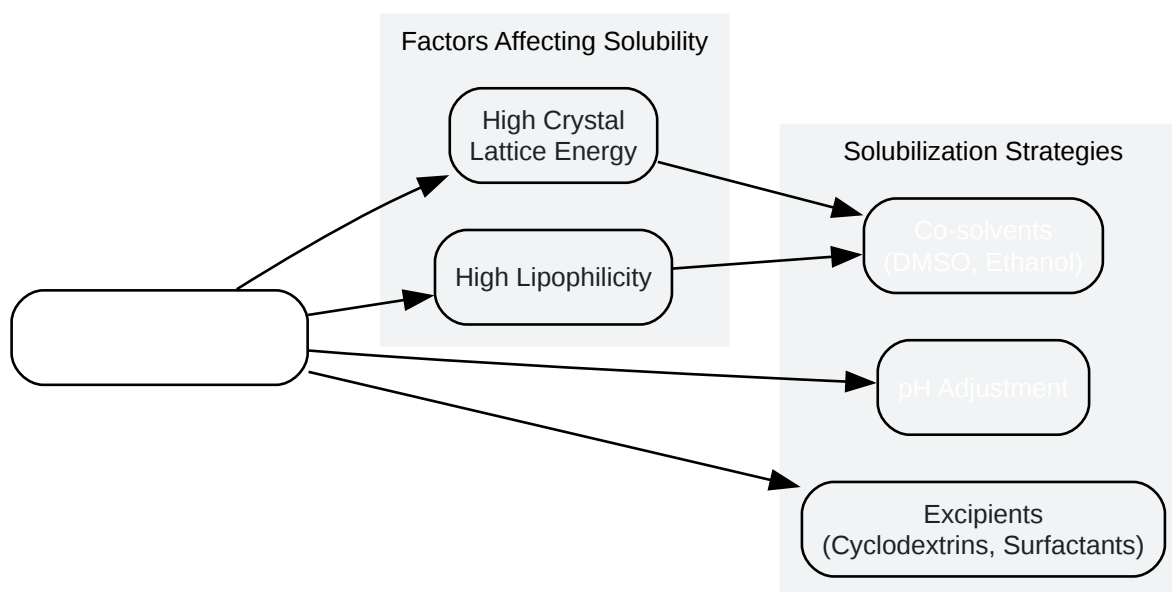 Factors Affecting Solubility
High Crystal
Lattice Energy
High Lipophilicity
Solubilization Strategies
Co-solvents
(DMSO, Ethanol)
pH Adjustment
Excipients
(Cyclodextrins, Surfactants)